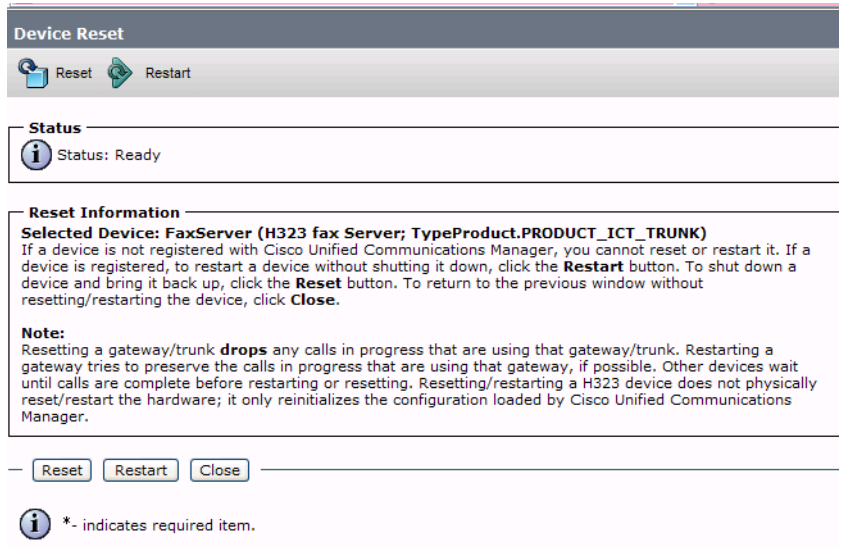 Device Reset
Reset Restart
Status
Status: Ready
Reset Information
Selected Device: FaxServer (H323 fax Server; TypeProduct.PRODUCT_ICT_TRUNK)
If a device is not registered with Cisco Unified Communications Manager, you cannot reset or restart it. If a
device is registered, to restart a device without shutting it down, click the Restart button. To shut down a
device and bring it back up, click the Reset button. To return to the previous window without
resetting/restarting the device, click Close.
Note:
Resetting a gateway/trunk drops any calls in progress that are using that gateway/trunk. Restarting a
gateway tries to preserve the calls in progress that are using that gateway, if possible. Other devices wait
until calls are complete before restarting or resetting. Resetting/restarting a H323 device does not physically
reset/restart the hardware; it only reinitializes the configuration loaded by Cisco Unified Communications
Manager.
Reset Restart Close
*- indicates required item.